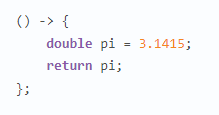 () -> {
    double pi = 3.1415;
    return pi;
};